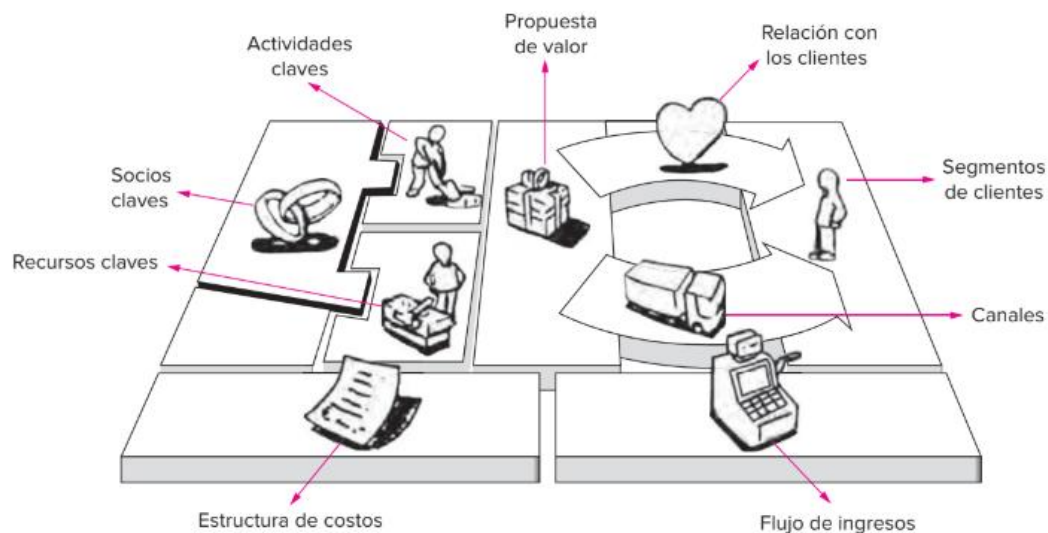 Propuesta
de valor
Relación con
los clientes
Actividades
claves
Socios
claves
Segmentos
de clientes
Recursos claves
Canales
Estructura de costos
Flujo de ingresos